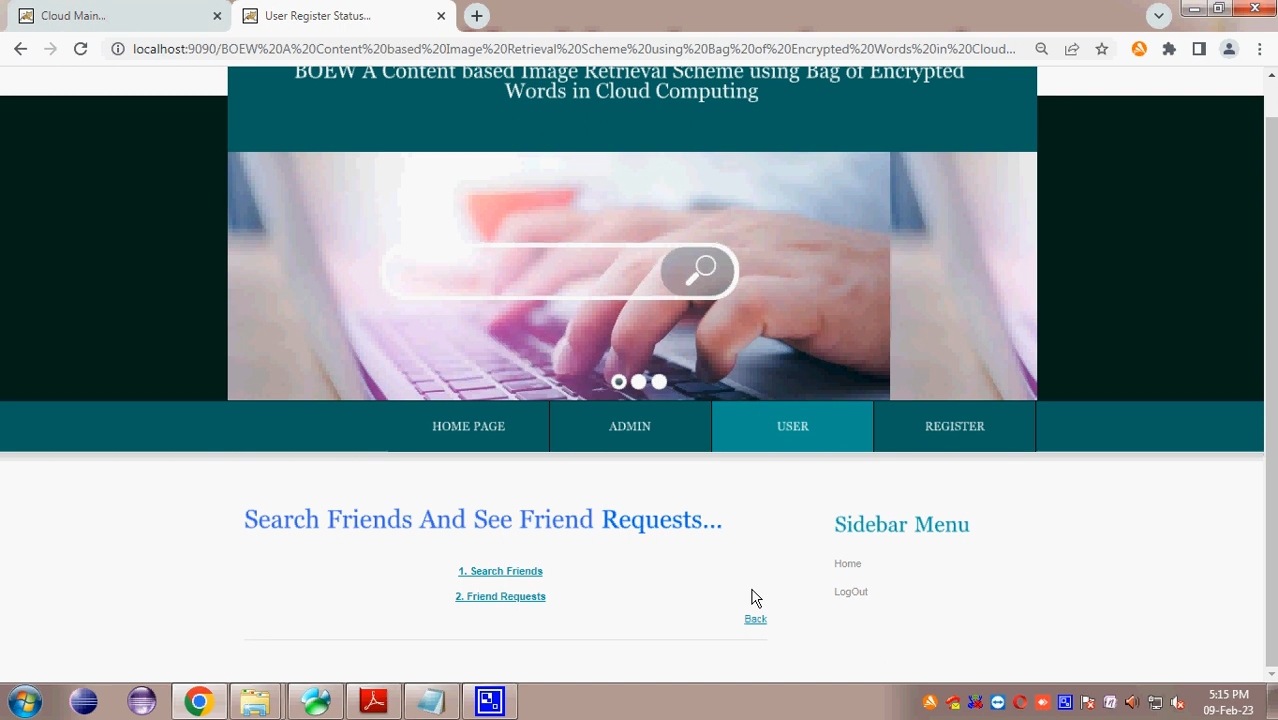 Cloud Main...
User Register Status...
localhost:9090/BOEW%20A%20Content%20based%20Image%20Retrieval%20Scheme%20using%20Bag%20of%20Encrypted%20Words%20in%20Cloud...
BOEW A Content based Image Retrieval Scheme using Bag of Encrypted
Words in Cloud Computing
HOME PAGE
ADMIN
USER
REGISTER
Search Friends And See Friend Requests...
1. Search Friends
2. Friend Requests
Back
Sidebar Menu
Home
LogOut
5:15 PM
09-Feb-23